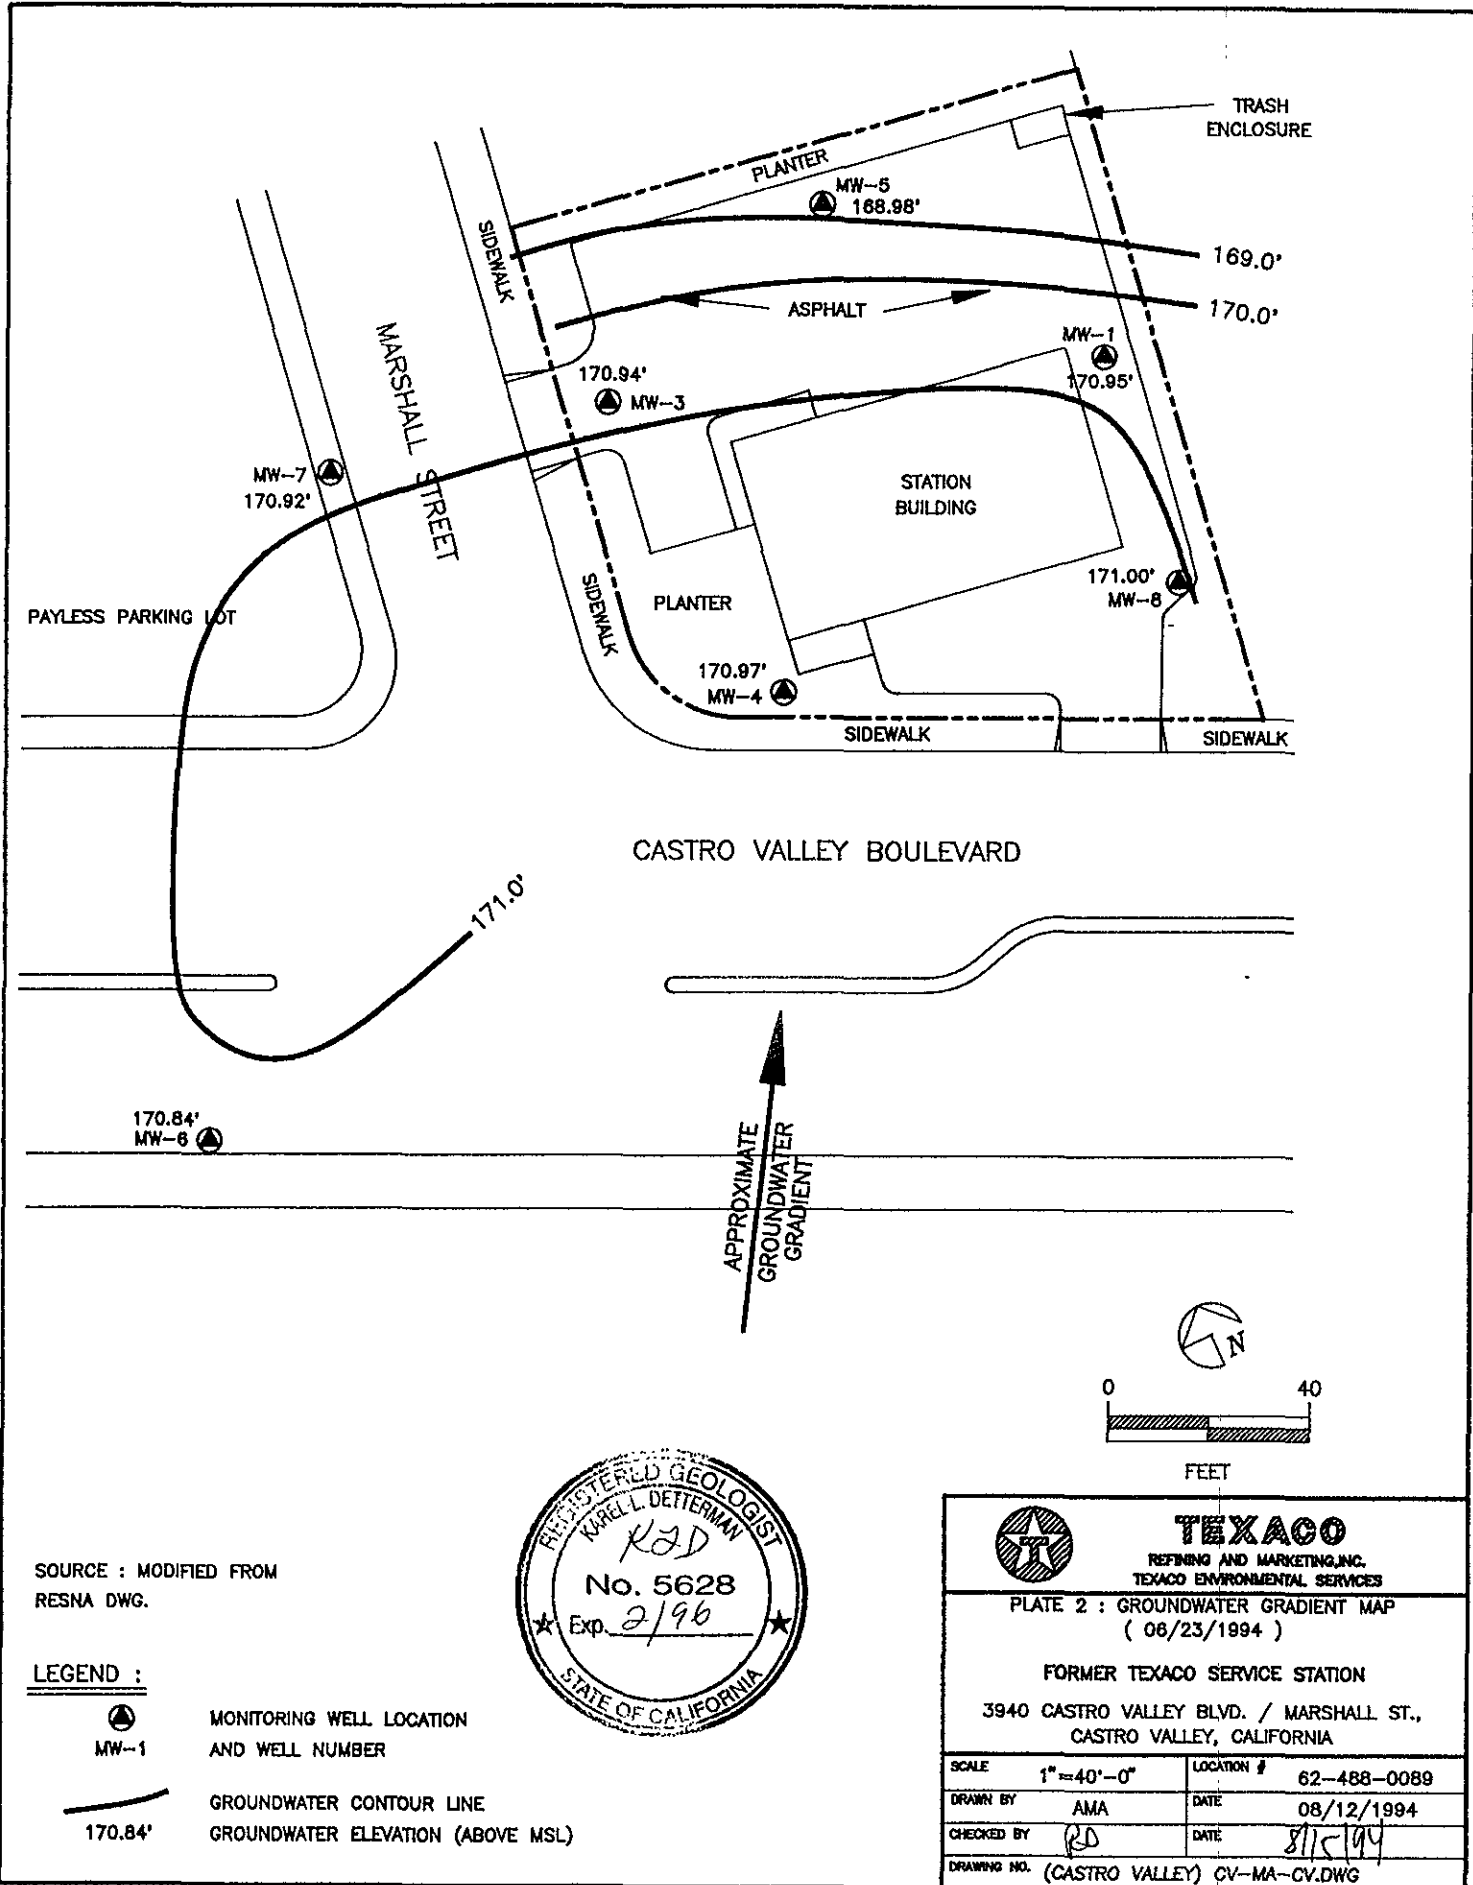 TRASH
ENCLOSURE
PLANTER
MW-5
168.98'
SIDEWALK
169.0'
170.0'
ASPHALT
MW-1
170.95'
MARSHALL STREET
170.94'
MW-3
MW-7
170.92'
STATION
BUILDING
171.00'
MW-8
SIDEWALK
PLANTER
PAYLESS PARKING LOT
170.97'
MW-4
SIDEWALK
SIDEWALK
CASTRO VALLEY BOULEVARD
171.0'
170.84'
MW-6
APPROXIMATE
GROUNDWATER
GRADIENT
N
0 40
FEET
REGISTERED GEOLOGIST
KAREL L. DETTERMAN
KLD
No. 5628
Exp. 2/96
STATE OF CALIFORNIA
SOURCE : MODIFIED FROM
RESNA DWG.
LEGEND :
MW-1
MONITORING WELL LOCATION
AND WELL NUMBER
GROUNDWATER CONTOUR LINE
170.84' GROUNDWATER ELEVATION (ABOVE MSL)
T
TEXACO
REFINING AND MARKETING,INC.
TEXACO ENVIRONMENTAL SERVICES
PLATE 2 : GROUNDWATER GRADIENT MAP
( 06/23/1994 )
FORMER TEXACO SERVICE STATION
3940 CASTRO VALLEY BLVD. / MARSHALL ST.,
CASTRO VALLEY, CALIFORNIA
SCALE 1"=40'-0" LOCATION # 62-488-0089
DRAWN BY AMA DATE 08/12/1994
CHECKED BY KD DATE 8/15/94
DRAWING NO. (CASTRO VALLEY) CV-MA-CV.DWG